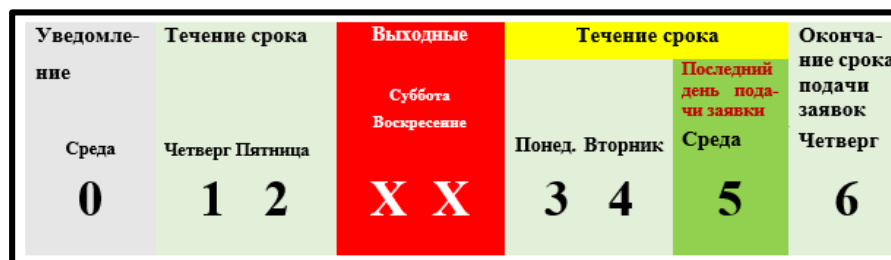 Уведомле-
ние
Среда
0
Течение срока
Четверг Пятница
1 2
Выходные
Суббота
Воскресение
X X
Течение срока
Понед. Вторник
3 4
Последний
день пода-
чи заявки
Среда
5
Оконча-
ние срока
подачи
заявок
Четверг
6